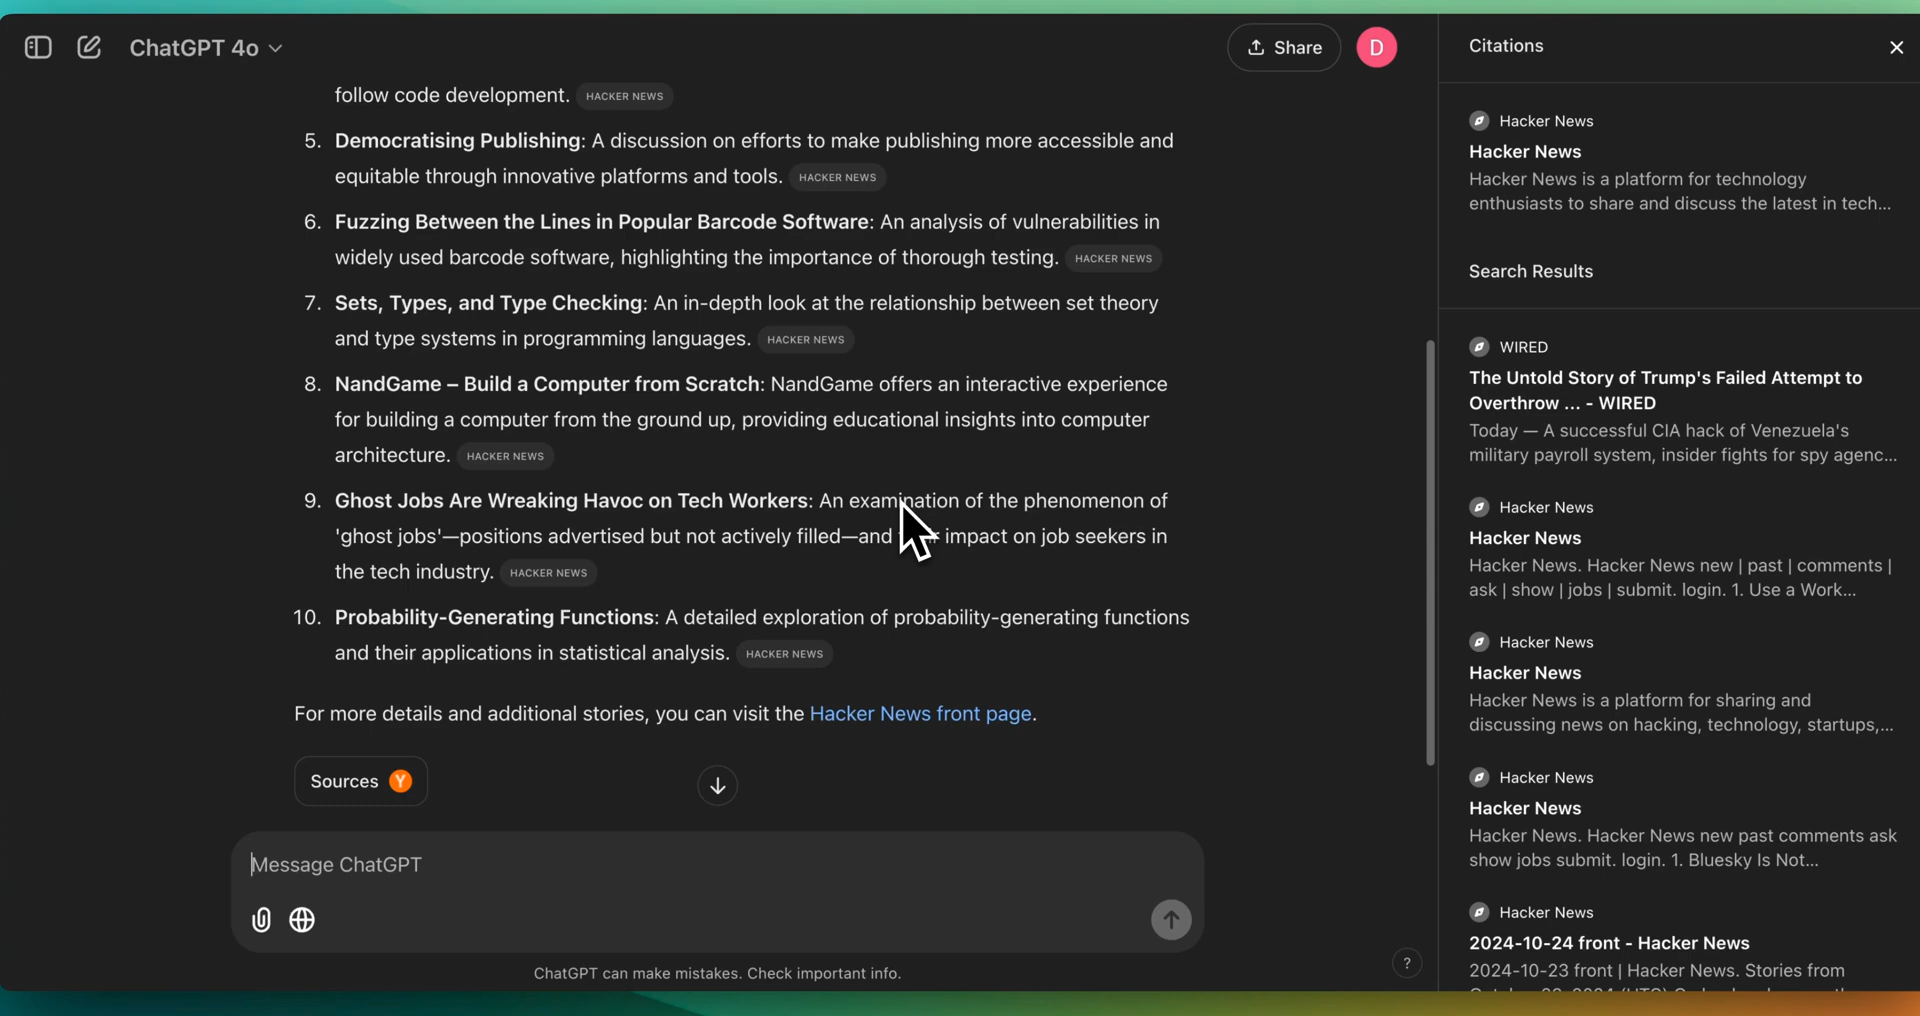 ChatGPT 4o
Share
D
follow code development. HACKER NEWS
5. Democratising Publishing: A discussion on efforts to make publishing more accessible and
equitable through innovative platforms and tools. HACKER NEWS
6. Fuzzing Between the Lines in Popular Barcode Software: An analysis of vulnerabilities in
widely used barcode software, highlighting the importance of thorough testing. HACKER NEWS
7. Sets, Types, and Type Checking: An in-depth look at the relationship between set theory
and type systems in programming languages. HACKER NEWS
8. NandGame – Build a Computer from Scratch: NandGame offers an interactive experience
for building a computer from the ground up, providing educational insights into computer
architecture. HACKER NEWS
9. Ghost Jobs Are Wreaking Havoc on Tech Workers: An examination of the phenomenon of
'ghost jobs'—positions advertised but not actively filled—and impact on job seekers in
the tech industry. HACKER NEWS
10. Probability-Generating Functions: A detailed exploration of probability-generating functions
and their applications in statistical analysis. HACKER NEWS
For more details and additional stories, you can visit the Hacker News front page.
Sources Y
Message ChatGPT
ChatGPT can make mistakes. Check important info.
?
Citations
Hacker News
Hacker News
Hacker News is a platform for technology
enthusiasts to share and discuss the latest in tech...
Search Results
WIRED
The Untold Story of Trump's Failed Attempt to
Overthrow ... - WIRED
Today — A successful CIA hack of Venezuela's
military payroll system, insider fights for spy agenc...
Hacker News
Hacker News
Hacker News. Hacker News new | past | comments |
ask | show | jobs | submit. login. 1. Use a Work...
Hacker News
Hacker News
Hacker News is a platform for sharing and
discussing news on hacking, technology, startups,...
Hacker News
Hacker News
Hacker News. Hacker News new past comments ask
show jobs submit. login. 1. Bluesky Is Not...
Hacker News
2024-10-24 front - Hacker News
2024-10-23 front | Hacker News. Stories from